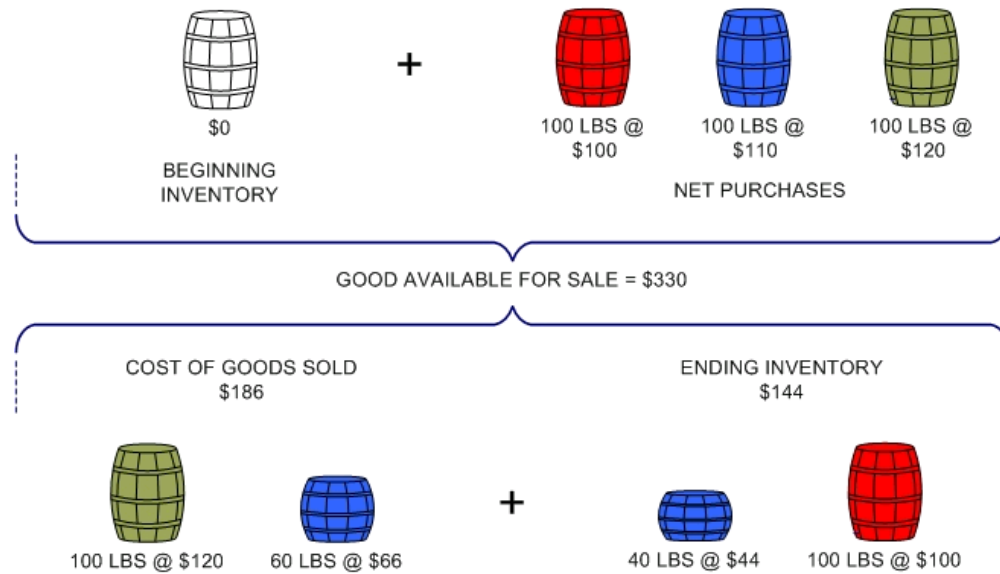 +
$0
BEGINNING
INVENTORY
100 LBS @
$100
100 LBS @
$110
100 LBS @
$120
NET PURCHASES
GOOD AVAILABLE FOR SALE = $330
COST OF GOODS SOLD
$186
ENDING INVENTORY
$144
+
100 LBS @ $120
60 LBS @ $66
40 LBS @ $44
100 LBS @ $100